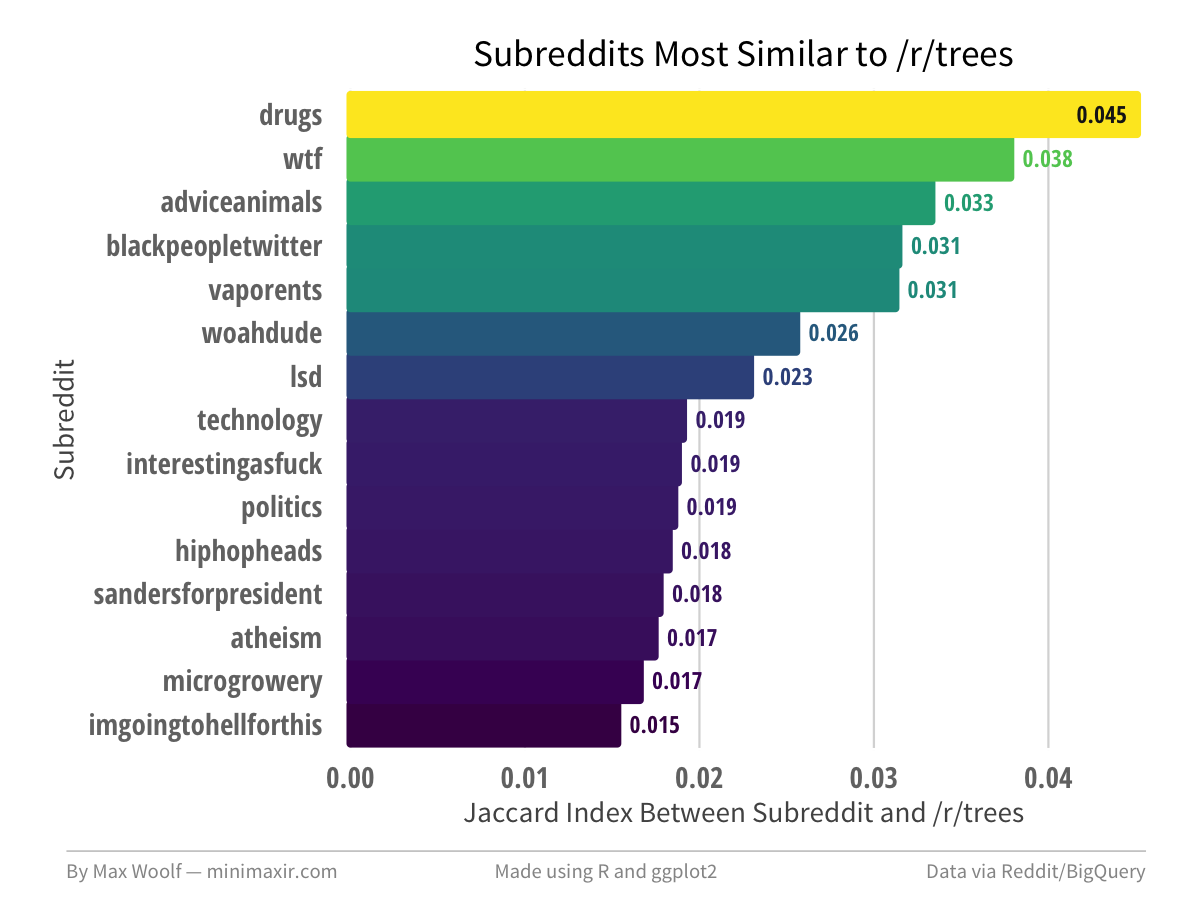 Subreddits Most Similar to /r/trees
Subreddit
drugs 0.045
wtf 0.038
adviceanimals 0.033
blackpeopletwitter 0.031
vaporents 0.031
woahdude 0.026
lsd 0.023
technology 0.019
interestingasfuck 0.019
politics 0.019
hiphopheads 0.018
sandersforpresident 0.018
atheism 0.017
microgrowery 0.017
imgoingtohellforthis 0.015
0.00 0.01 0.02 0.03 0.04
Jaccard Index Between Subreddit and /r/trees
By Max Woolf — minimaxir.com Made using R and ggplot2 Data via Reddit/BigQuery